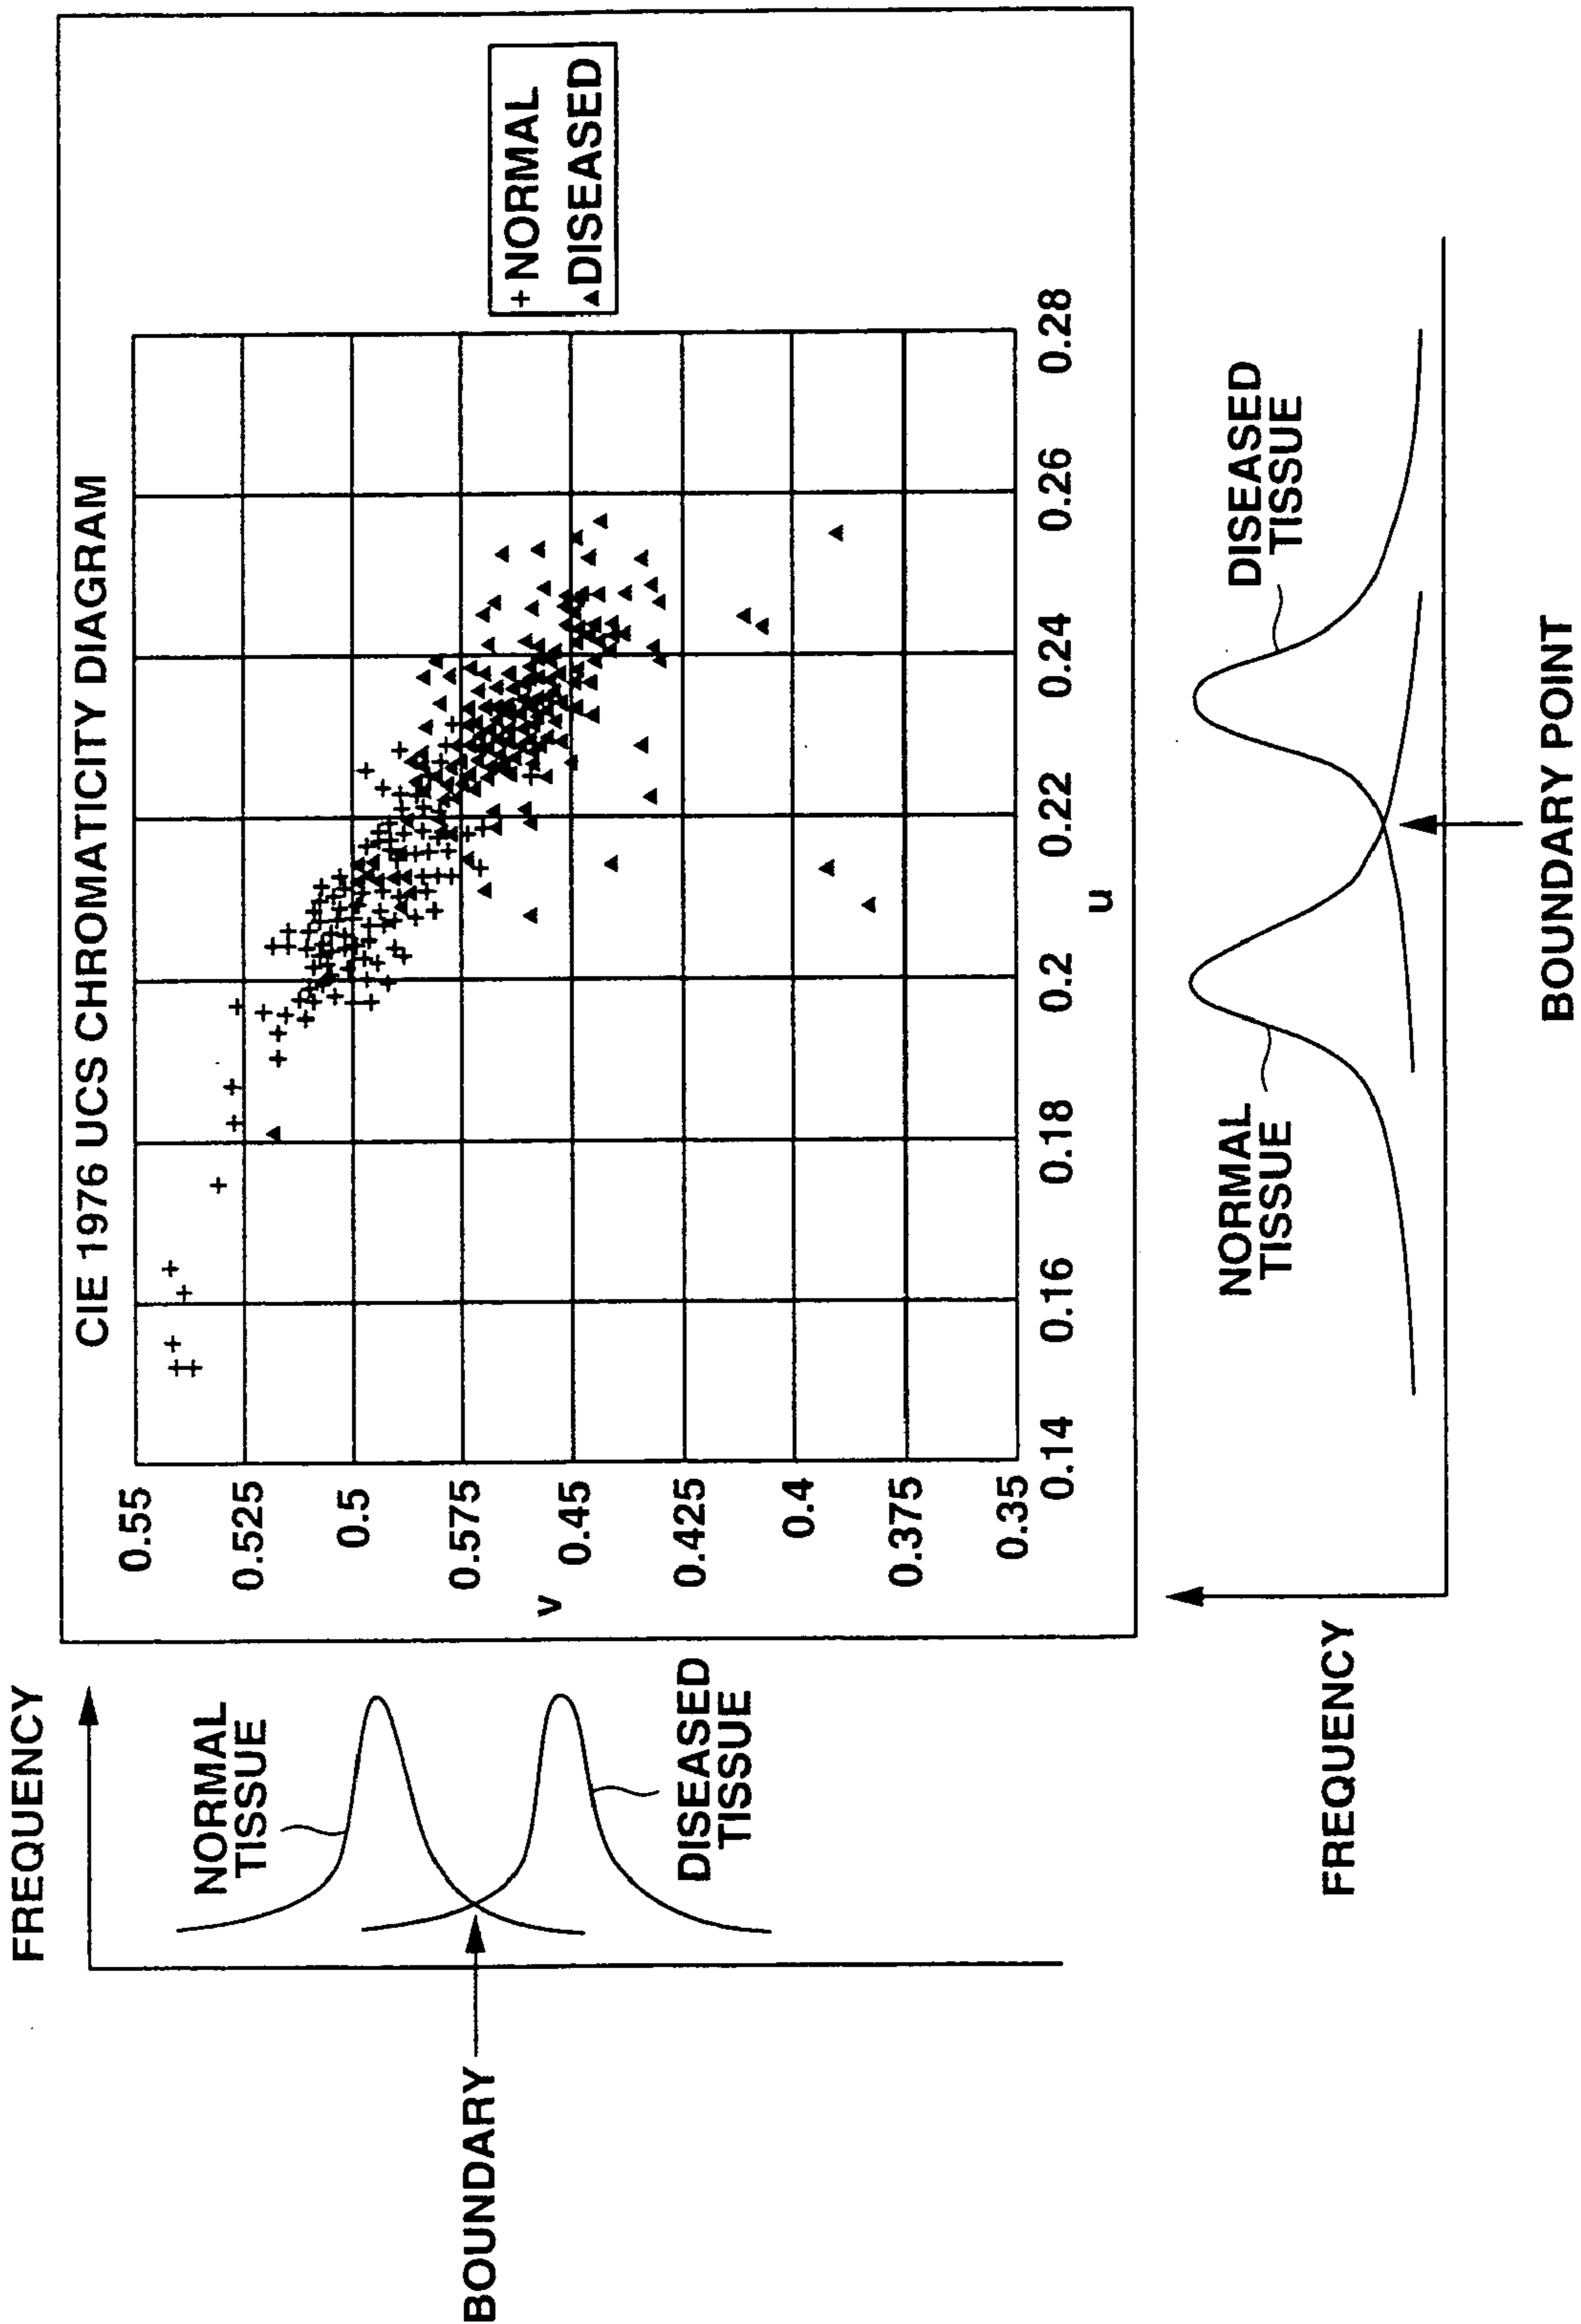 CIE 1976 UCS CHROMATICITY DIAGRAM
+ NORMAL
▲ DISEASED
v
0.55
0.525
0.5
0.575
0.45
0.425
0.4
0.375
0.35
0.14
0.16
0.18
0.2
0.22
0.24
0.26
0.28
u
FREQUENCY
NORMAL
TISSUE
DISEASED
TISSUE
BOUNDARY
FREQUENCY
NORMAL
TISSUE
DISEASED
TISSUE
BOUNDARY POINT